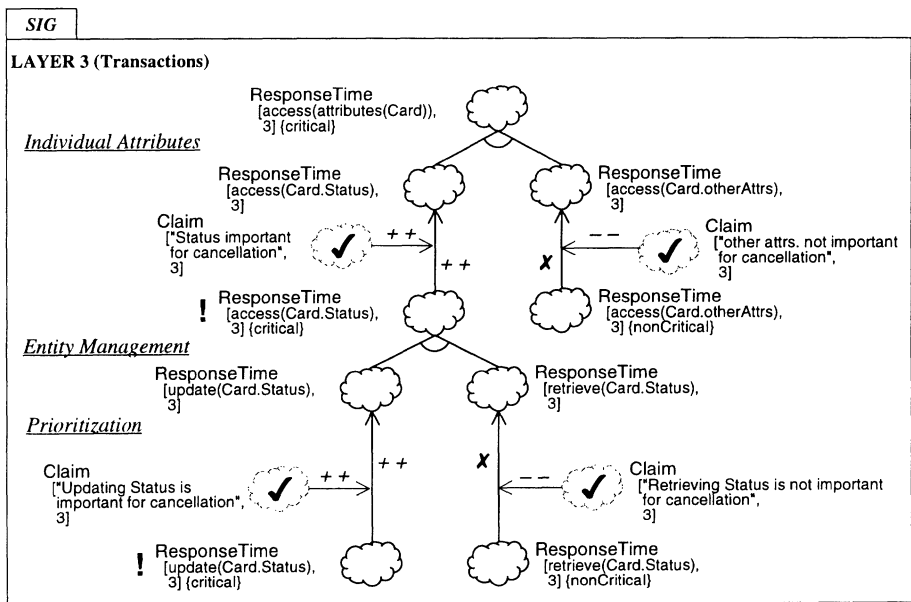 SIG
LAYER 3 (Transactions)
ResponseTime
[access(attributes(Card)),
3] {critical}
Individual Attributes
ResponseTime
[access(Card.Status),
3]
ResponseTime
[access(Card.otherAttrs),
3]
Claim
["Status important
for cancellation",
3]
++
++
--
✗
Claim
["other attrs. not important
for cancellation",
3]
! ResponseTime
[access(Card.Status),
3] {critical}
ResponseTime
[access(Card.otherAttrs),
3] {nonCritical}
Entity Management
ResponseTime
[update(Card.Status),
3]
ResponseTime
[retrieve(Card.Status),
3]
Prioritization
Claim
["Updating Status is
important for cancellation",
3]
++
++
✗
--
Claim
["Retrieving Status is not important
for cancellation",
3]
! ResponseTime
[update(Card.Status),
3] {critical}
ResponseTime
[retrieve(Card.Status),
3] {nonCritical}